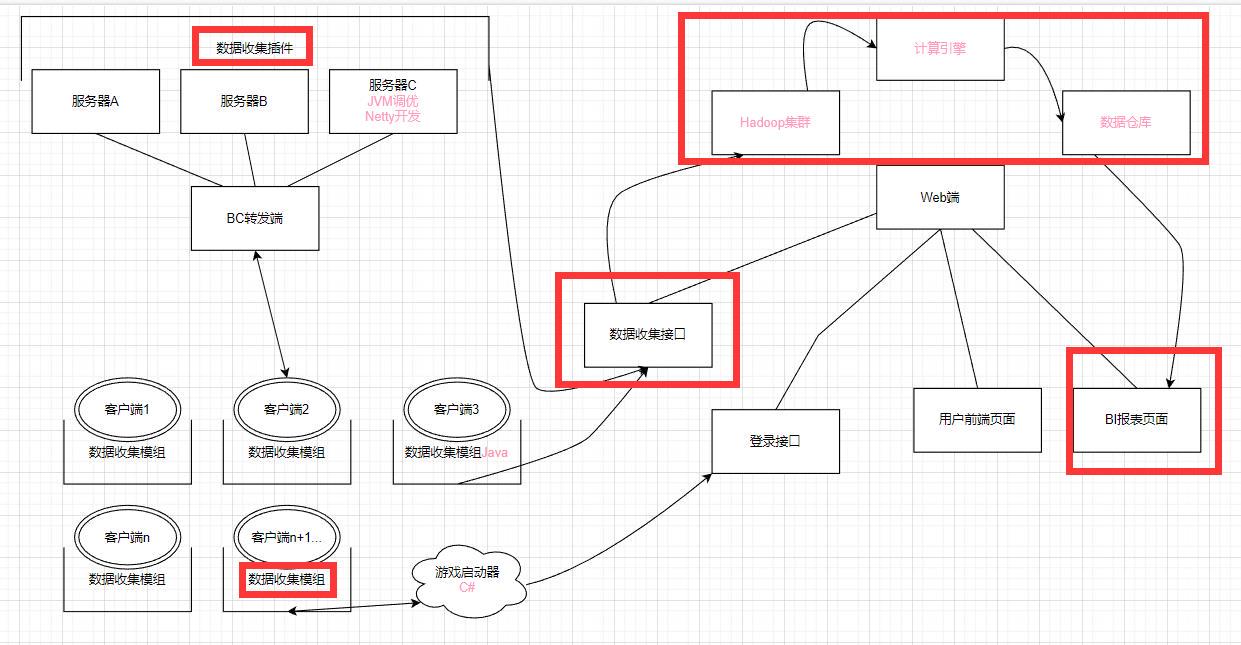 数据收集插件
服务器A
服务器B
服务器C
JVM调优
Netty开发
BC转发端
计算引擎
Hadoop集群
数据仓库
Web端
数据收集接口
客户端1
数据收集模组
客户端2
数据收集模组
客户端3
数据收集模组Java
登录接口
用户前端页面
BI报表页面
客户端n
数据收集模组
客户端n+1...
数据收集模组
游戏启动器
C#